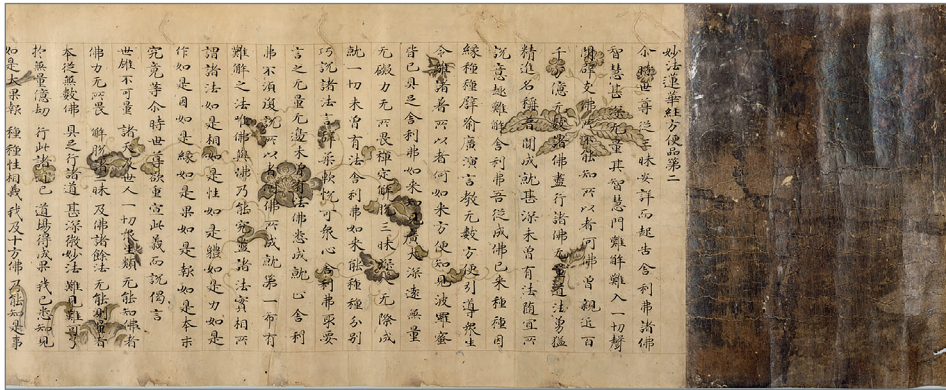 妙法蓮華經方便品第二
尒時世尊從三昧安詳而起告舍利弗諸佛
智慧甚深无量其智慧門難解難入一切聲
聞辟支佛所不能知所以者何佛曾親近百
千万億无數諸佛盡行諸佛无量道法勇猛
精進名稱普聞成就甚深未曾有法隨宜所
說意趣難解舍利弗吾從成佛已來種種因
緣種種譬喻廣演言教无數方便引導衆生
令離諸著所以者何如來方便知見波羅蜜
皆已具足舍利弗如來知見廣大深遠無量
无礙力无所畏禪定解脫三昧深入无際成
就一切未曾有法舍利弗如來能種種分別
巧說諸法言辭柔軟悅可衆心舍利弗取要
言之无量无邊未曾有法佛悉成就止舍利
弗不須復說所以者何佛所成就第一希有
難解之法唯佛與佛乃能究盡諸法實相所
謂諸法如是相如是性如是體如是力如是
作如是因如是緣如是果如是報如是本末
究竟等尒時世尊欲重宣此義而說偈言
世雄不可量 諸天及世人 一切衆生類 无能知佛者
佛力无所畏 解脫諸三昧 及佛諸餘法 无能測量者
本從無數佛 具足行諸道 甚深微妙法 難見難可了
於無量億劫 行此諸道已 道場得成果 我已悉知見
如是大果報 種種性相義 我及十方佛 乃能知是事